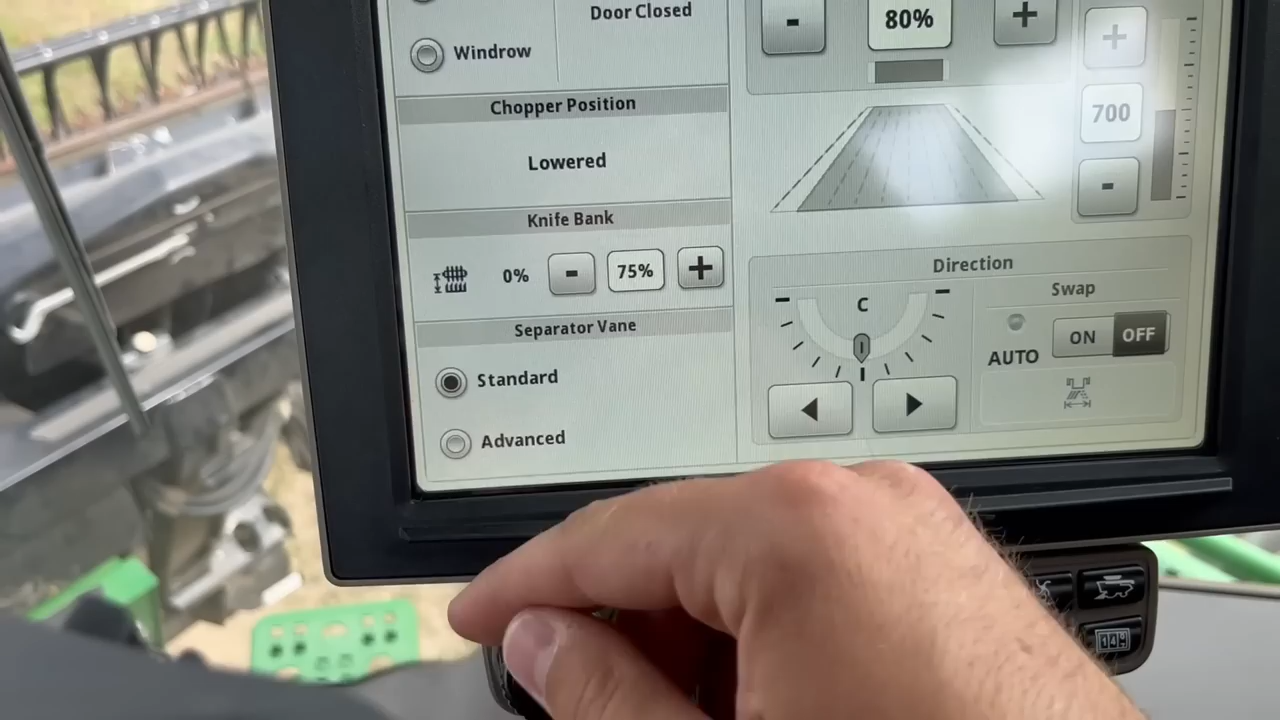 Door Closed
Windrow
Chopper Position
Lowered
Knife Bank
0% - 75% +
Separator Vane
Standard
Advanced
- 80% +
+
700
-
Direction
C
Swap
AUTO
ON OFF